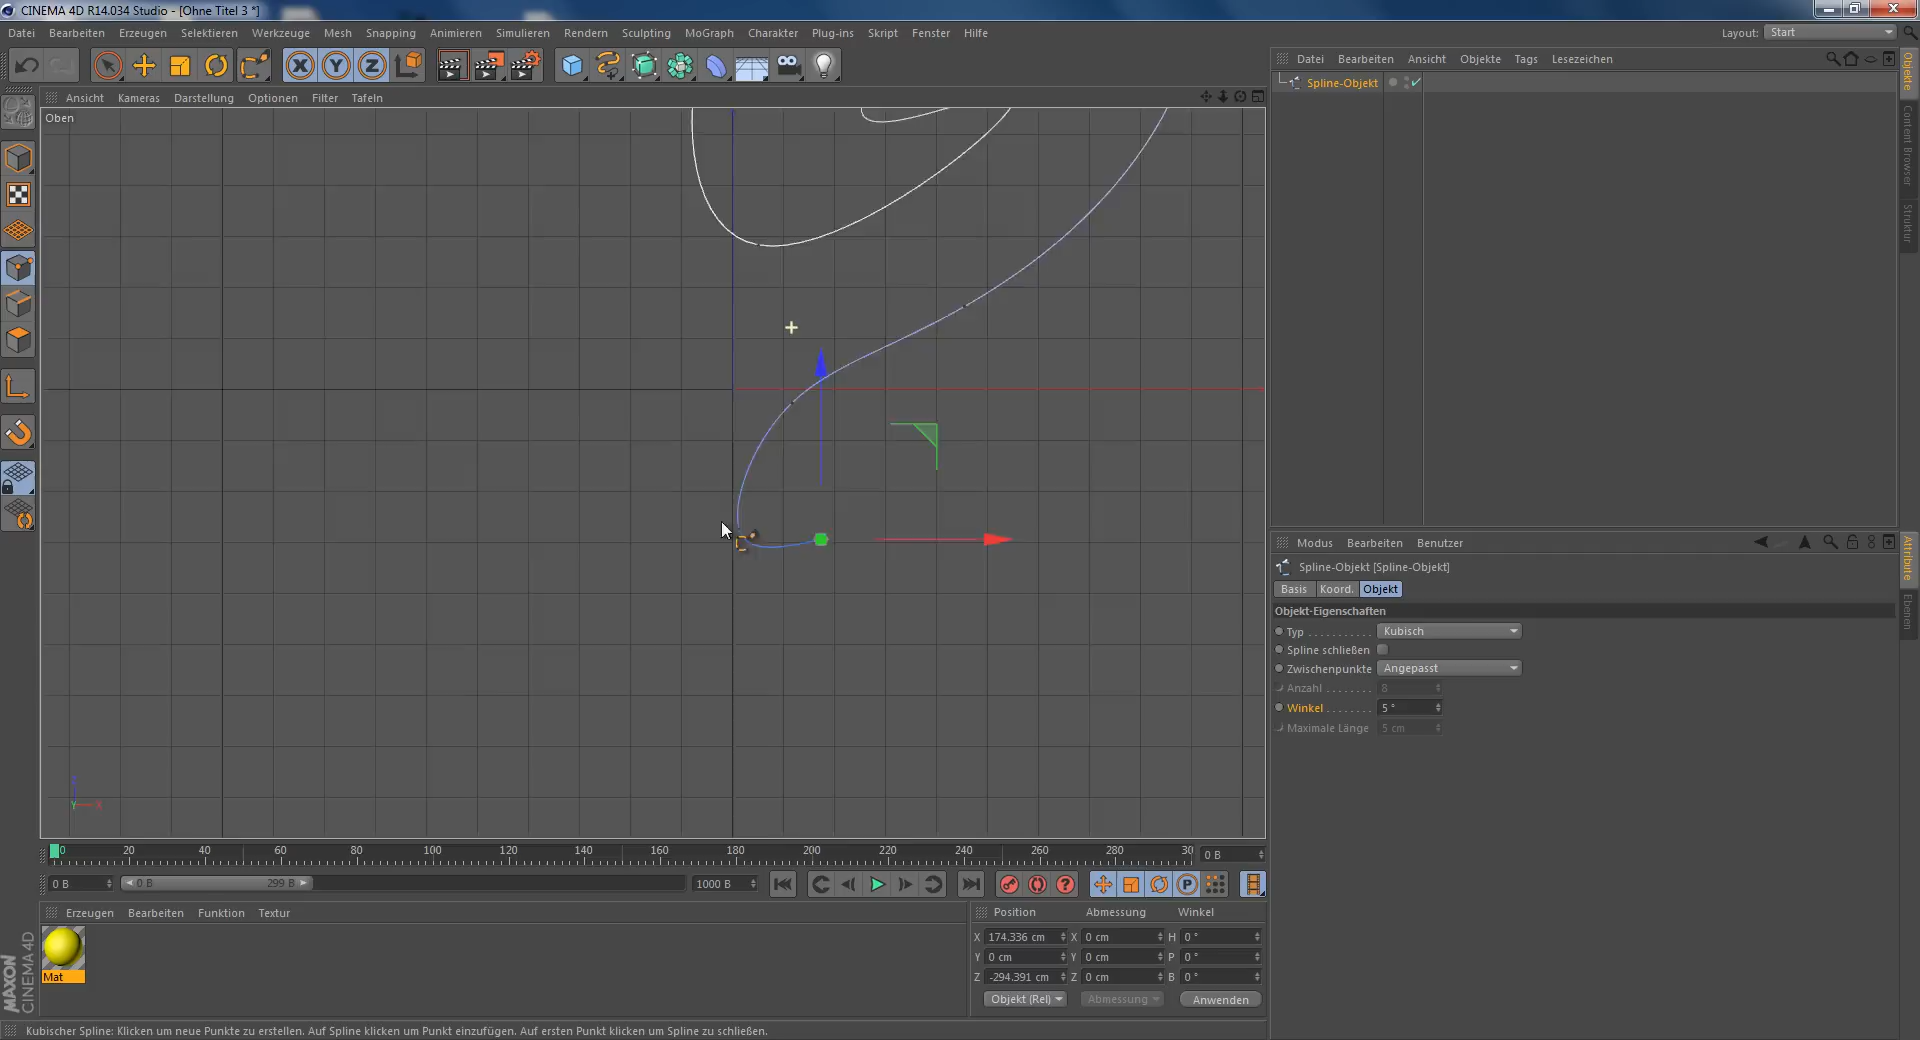 CINEMA 4D R14.034 Studio - [Ohne Titel 3 *]
Datei Bearbeiten Erzeugen Selektieren Werkzeuge Mesh Snapping Animieren Simulieren Rendern Sculpting MoGraph Charakter Plug-ins Skript Fenster Hilfe
Layout: Start
X Y Z
Datei Bearbeiten Ansicht Objekte Tags Lesezeichen
Spline-Objekt
Ansicht Kameras Darstellung Optionen Filter Tafeln
Oben
Y X
Objekte
Content Browser
Struktur
Modus Bearbeiten Benutzer
Spline-Objekt [Spline-Objekt]
Basis Koord. Objekt
Objekt-Eigenschaften
Typ . . . . . . . . . . . Kubisch
Spline schließen
Zwischenpunkte Angepasst
Anzahl . . . . . . . . 8
Winkel . . . . . . . . 5 °
Maximale Länge 5 cm
Attribute
Ebenen
0 20 40 60 80 100 120 140 160 180 200 220 240 260 280 30 0 B
0 B 0 B 299 B 1000 B
P
Erzeugen Bearbeiten Funktion Textur
Mat
MAXON
CINEMA 4D
Position Abmessung Winkel
X 174.336 cm X 0 cm H 0 °
Y 0 cm Y 0 cm P 0 °
Z -294.391 cm Z 0 cm B 0 °
Objekt (Rel) Abmessung Anwenden
Kubischer Spline: Klicken um neue Punkte zu erstellen. Auf Spline klicken um Punkt einzufügen. Auf ersten Punkt klicken um Spline zu schließen.